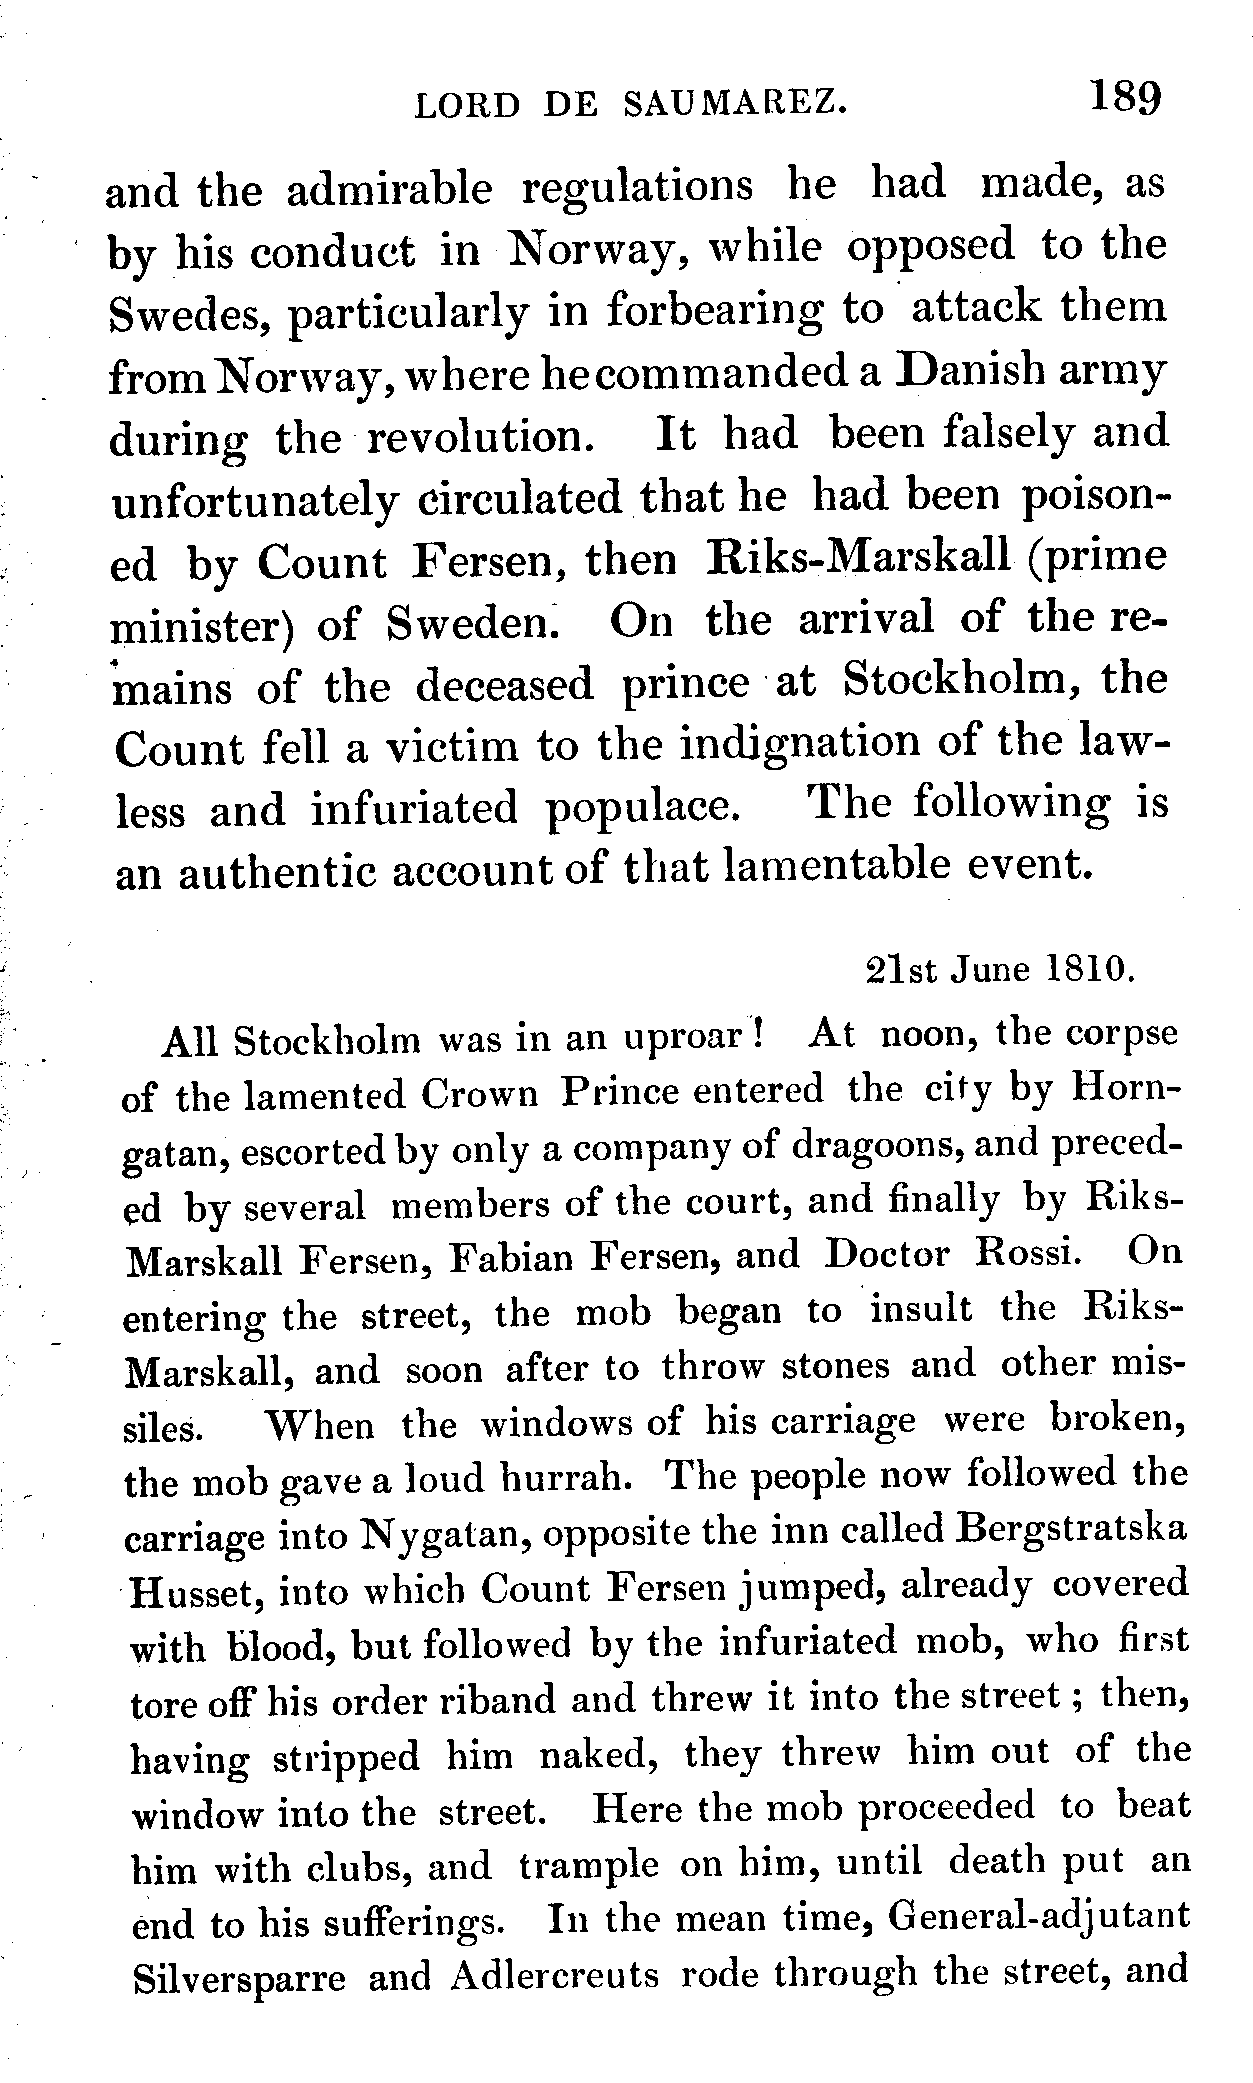 LORD DE SAUMAREZ. 189
and the admirable regulations he had made, as
by his conduct in Norway, while opposed to the
Swedes, particularly in forbearing to attack them
from Norway, where he commanded a Danish army
during the revolution. It had been falsely and
unfortunately circulated that he had been poison-
ed by Count Fersen, then Riks-Marskall (prime
minister) of Sweden. On the arrival of the re-
mains of the deceased prince at Stockholm, the
Count fell a victim to the indignation of the law-
less and infuriated populace. The following is
an authentic account of that lamentable event.
21st June 1810.
All Stockholm was in an uproar! At noon, the corpse
of the lamented Crown Prince entered the city by Horn-
gatan, escorted by only a company of dragoons, and preced-
ed by several members of the court, and finally by Riks-
Marskall Fersen, Fabian Fersen, and Doctor Rossi. On
entering the street, the mob began to insult the Riks-
Marskall, and soon after to throw stones and other mis-
siles. When the windows of his carriage were broken,
the mob gave a loud hurrah. The people now followed the
carriage into Nygatan, opposite the inn called Bergstratska
Husset, into which Count Fersen jumped, already covered
with blood, but followed by the infuriated mob, who first
tore off his order riband and threw it into the street; then,
having stripped him naked, they threw him out of the
window into the street. Here the mob proceeded to beat
him with clubs, and trample on him, until death put an
end to his sufferings. In the mean time, General-adjutant
Silversparre and Adlercreuts rode through the street, and